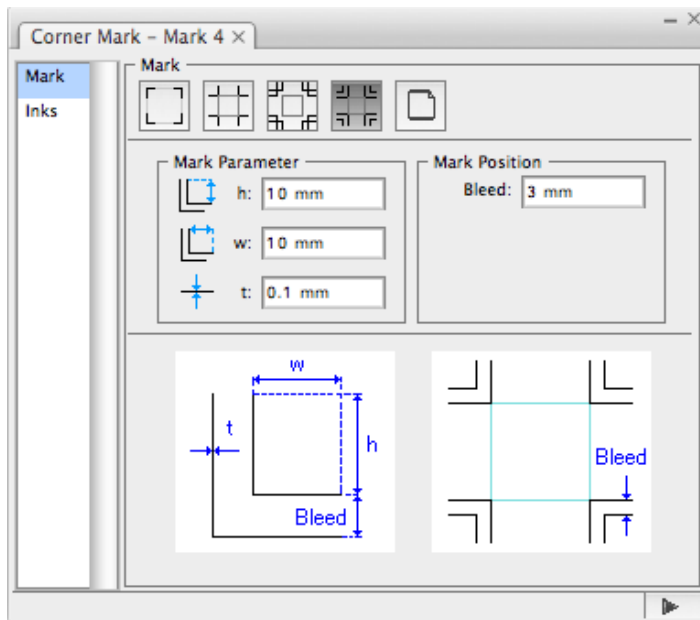 Corner Mark – Mark 4
Mark
Inks
Mark
Mark Parameter
h: 10 mm
w: 10 mm
t: 0.1 mm
Mark Position
Bleed: 3 mm
w
t
h
Bleed
Bleed